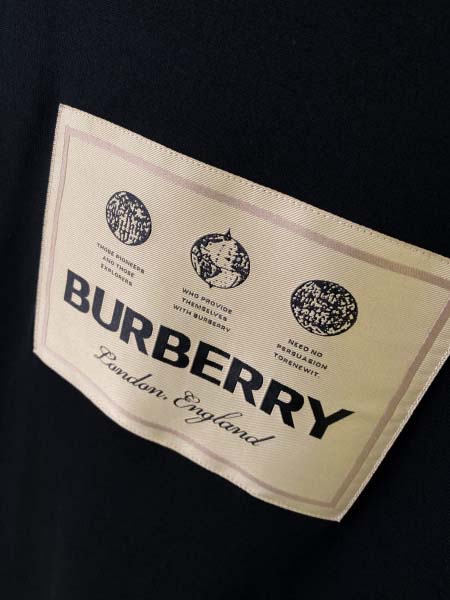 THOSE PIONEERS
AND THOSE
EXPLORERS
WHO PROVIDE
THEMSELVES
WITH BURBERRY
NEED NO
PERSUASION
TORENEWIT.
BURBERRY
London, England